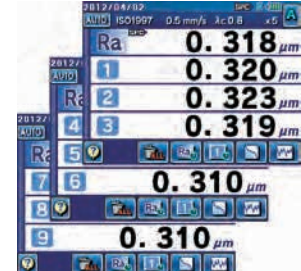 2012/04/02 SPC A
AUTO ISO1997 0.5 mm/s λc 0.8 x5
Ra SPC 0.318 µm
1 0.320 µm
2 0.323 µm
3 0.319 µm
2012/
AUTO
Ra
4
5
6 0.310 µm
2012/
AUTO
Ra
7
8
9 0.310 µm